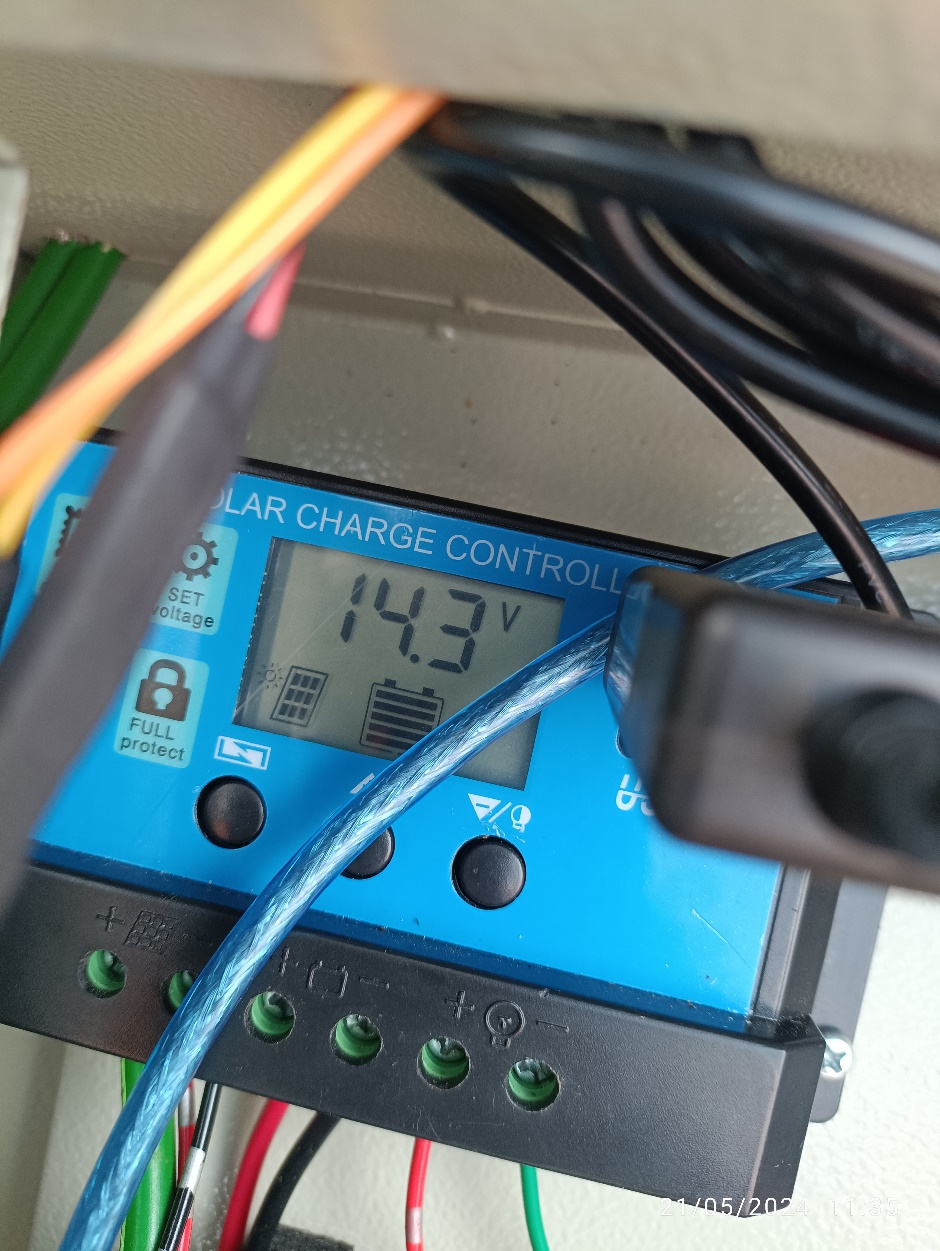 OLAR CHARGE CONTROLL
SET
voltage
14.3 V
FULL
protect
+ -
+ -
+ -
21/05/2024 11:35